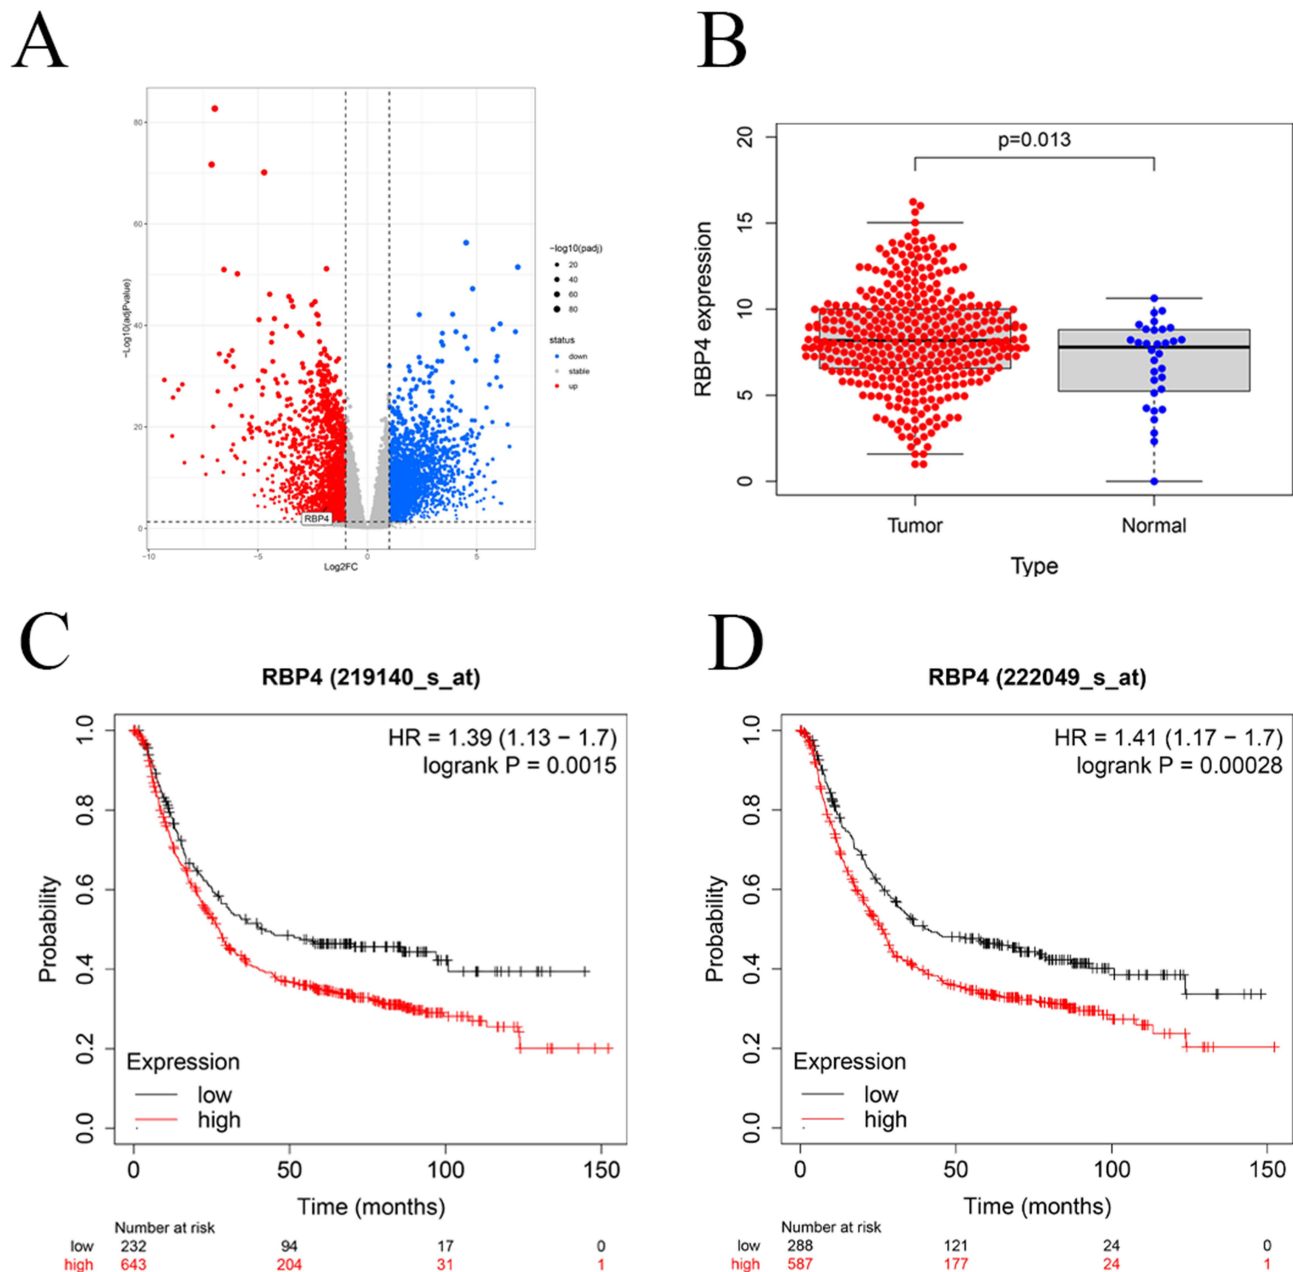 A
80
60
40
20
0
−Log10(adjPvalue)
RBP4
−10
−5
0
5
Log2FC
−log10(padj)
20
40
60
80
status
down
stable
up
B
20
15
10
5
0
RBP4 expression
p=0.013
Tumor
Normal
Type
C
RBP4 (219140_s_at)
HR = 1.39 (1.13 − 1.7)
logrank P = 0.0015
1.0
0.8
0.6
0.4
0.2
0.0
Probability
Expression
low
high
0
50
100
150
Time (months)
Number at risk
low 232 94 17 0
high 643 204 31 1
D
RBP4 (222049_s_at)
HR = 1.41 (1.17 − 1.7)
logrank P = 0.00028
1.0
0.8
0.6
0.4
0.2
0.0
Probability
Expression
low
high
0
50
100
150
Time (months)
Number at risk
low 288 121 24 0
high 587 177 24 1